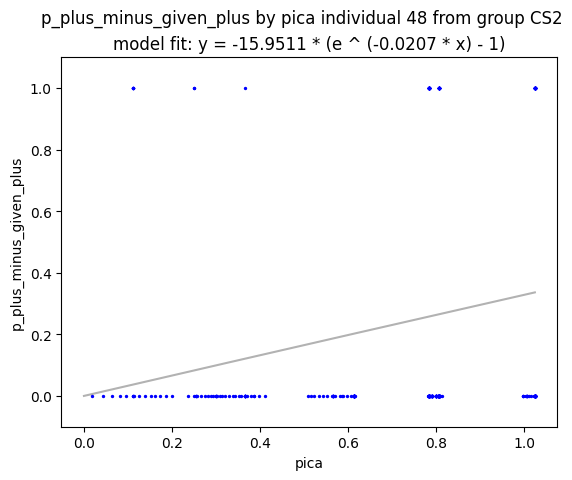 p_plus_minus_given_plus by pica individual 48 from group CS2
model fit: y = -15.9511 * (e ^ (-0.0207 * x) - 1)
1.0
0.8
0.6
0.4
0.2
0.0
p_plus_minus_given_plus
0.0 0.2 0.4 0.6 0.8 1.0
pica